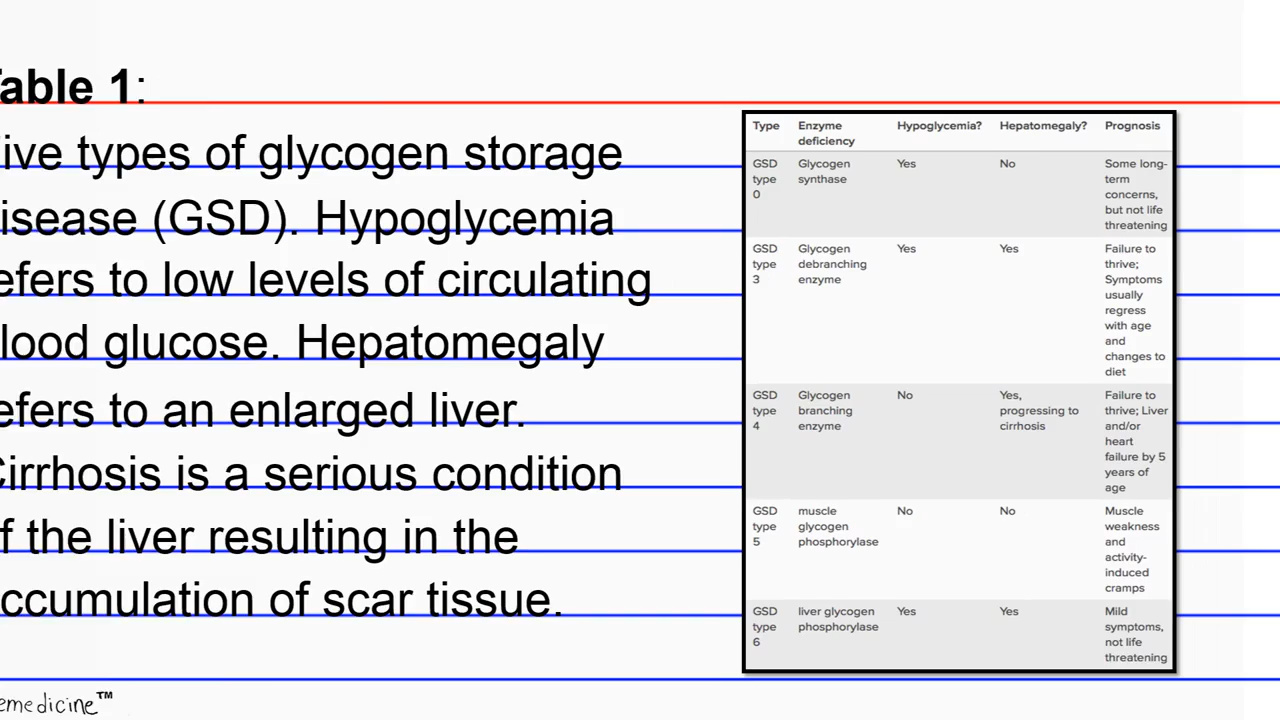 able 1:
ive types of glycogen storage
isease (GSD). Hypoglycemia
efers to low levels of circulating
lood glucose. Hepatomegaly
efers to an enlarged liver.
Cirrhosis is a serious condition
f the liver resulting in the
ccumulation of scar tissue.
emedicine™
Type Enzyme deficiency Hypoglycemia? Hepatomegaly? Prognosis
GSD type 0 Glycogen synthase Yes No Some long-term concerns, but not life threatening
GSD type 3 Glycogen debranching enzyme Yes Yes Failure to thrive; Symptoms usually regress with age and changes to diet
GSD type 4 Glycogen branching enzyme No Yes, progressing to cirrhosis Failure to thrive; Liver and/or heart failure by 5 years of age
GSD type 5 muscle glycogen phosphorylase No No Muscle weakness and activity-induced cramps
GSD type 6 liver glycogen phosphorylase Yes Yes Mild symptoms, not life threatening